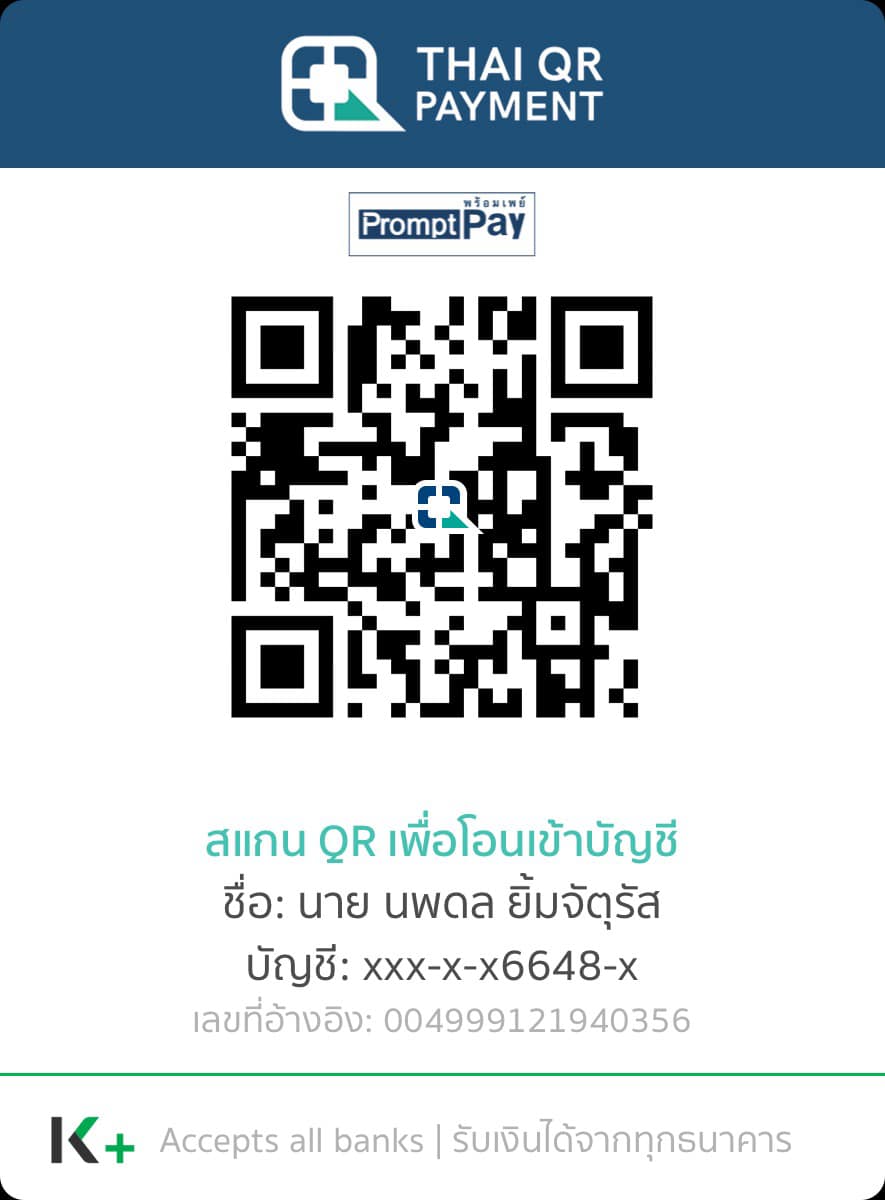 THAI QR
PAYMENT
พร้อมเพย์
PromptPay
สแกน QR เพื่อโอนเข้าบัญชี
ชื่อ: นาย นพดล ยิ้มจัตุรัส
บัญชี: xxx-x-x6648-x
เลขที่อ้างอิง: 004999121940356
K+ Accepts all banks | รับเงินได้จากทุกธนาคาร